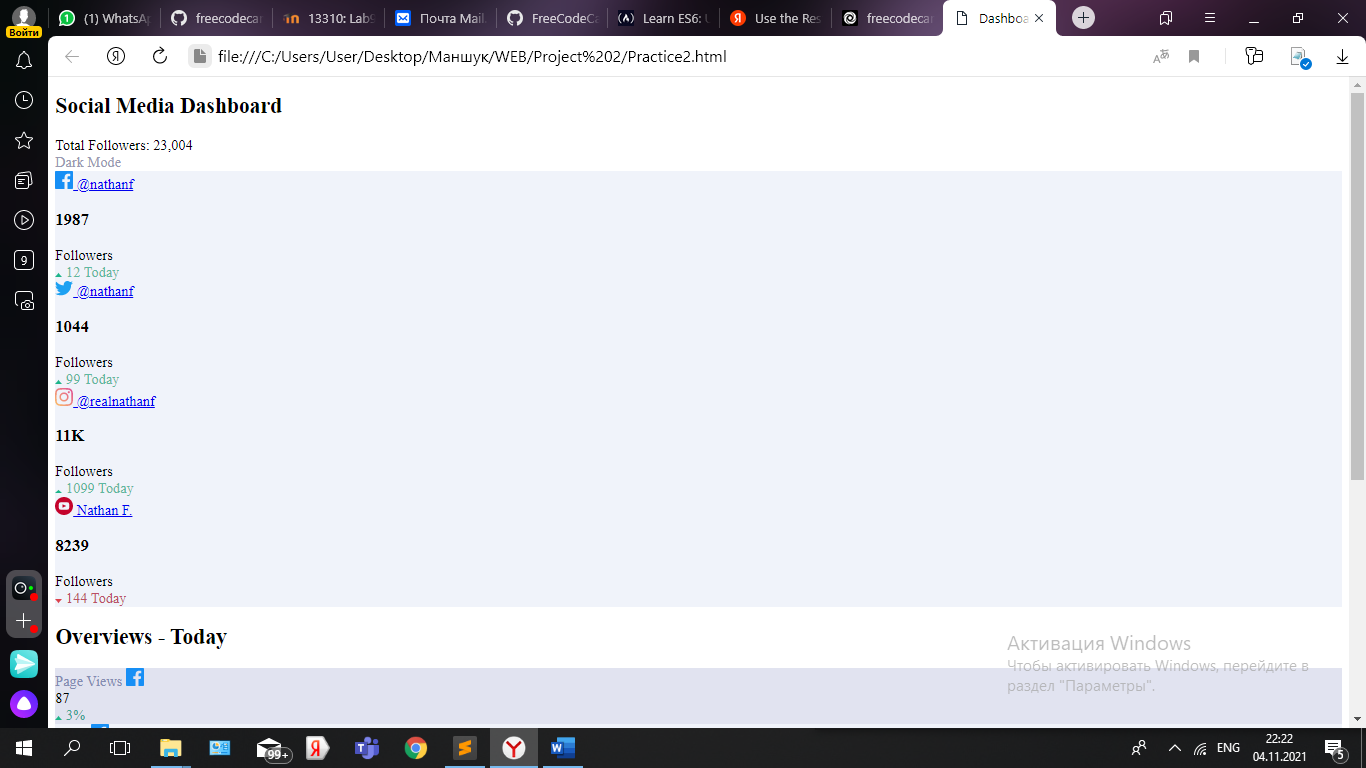 Войти
(1) WhatsA
freecodecar
13310: Lab9
Почта Mail.
FreeCodeCa
Learn ES6: U
Use the Res
freecodecar
Dashboa
file:///C:/Users/User/Desktop/Маншук/WEB/Project%202/Practice2.html
9
Social Media Dashboard
Total Followers: 23,004
Dark Mode
@nathanf
1987
Followers
12 Today
@nathanf
1044
Followers
99 Today
@realnathanf
11K
Followers
1099 Today
Nathan F.
8239
Followers
144 Today
Overviews - Today
Page Views
87
3%
Активация Windows
Чтобы активировать Windows, перейдите в
раздел "Параметры".
99+
ENG
22:22
04.11.2021
5